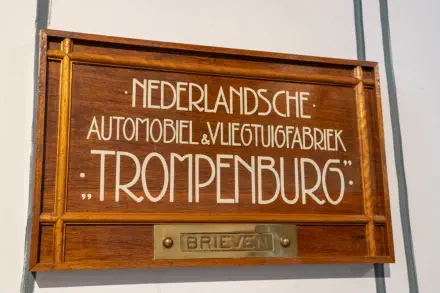 ·NEDERLANDSCHE·
AUTOMOBIEL & VLIEGTUIGFABRIEK
·„TROMPENBURG”·
BRIEVEN